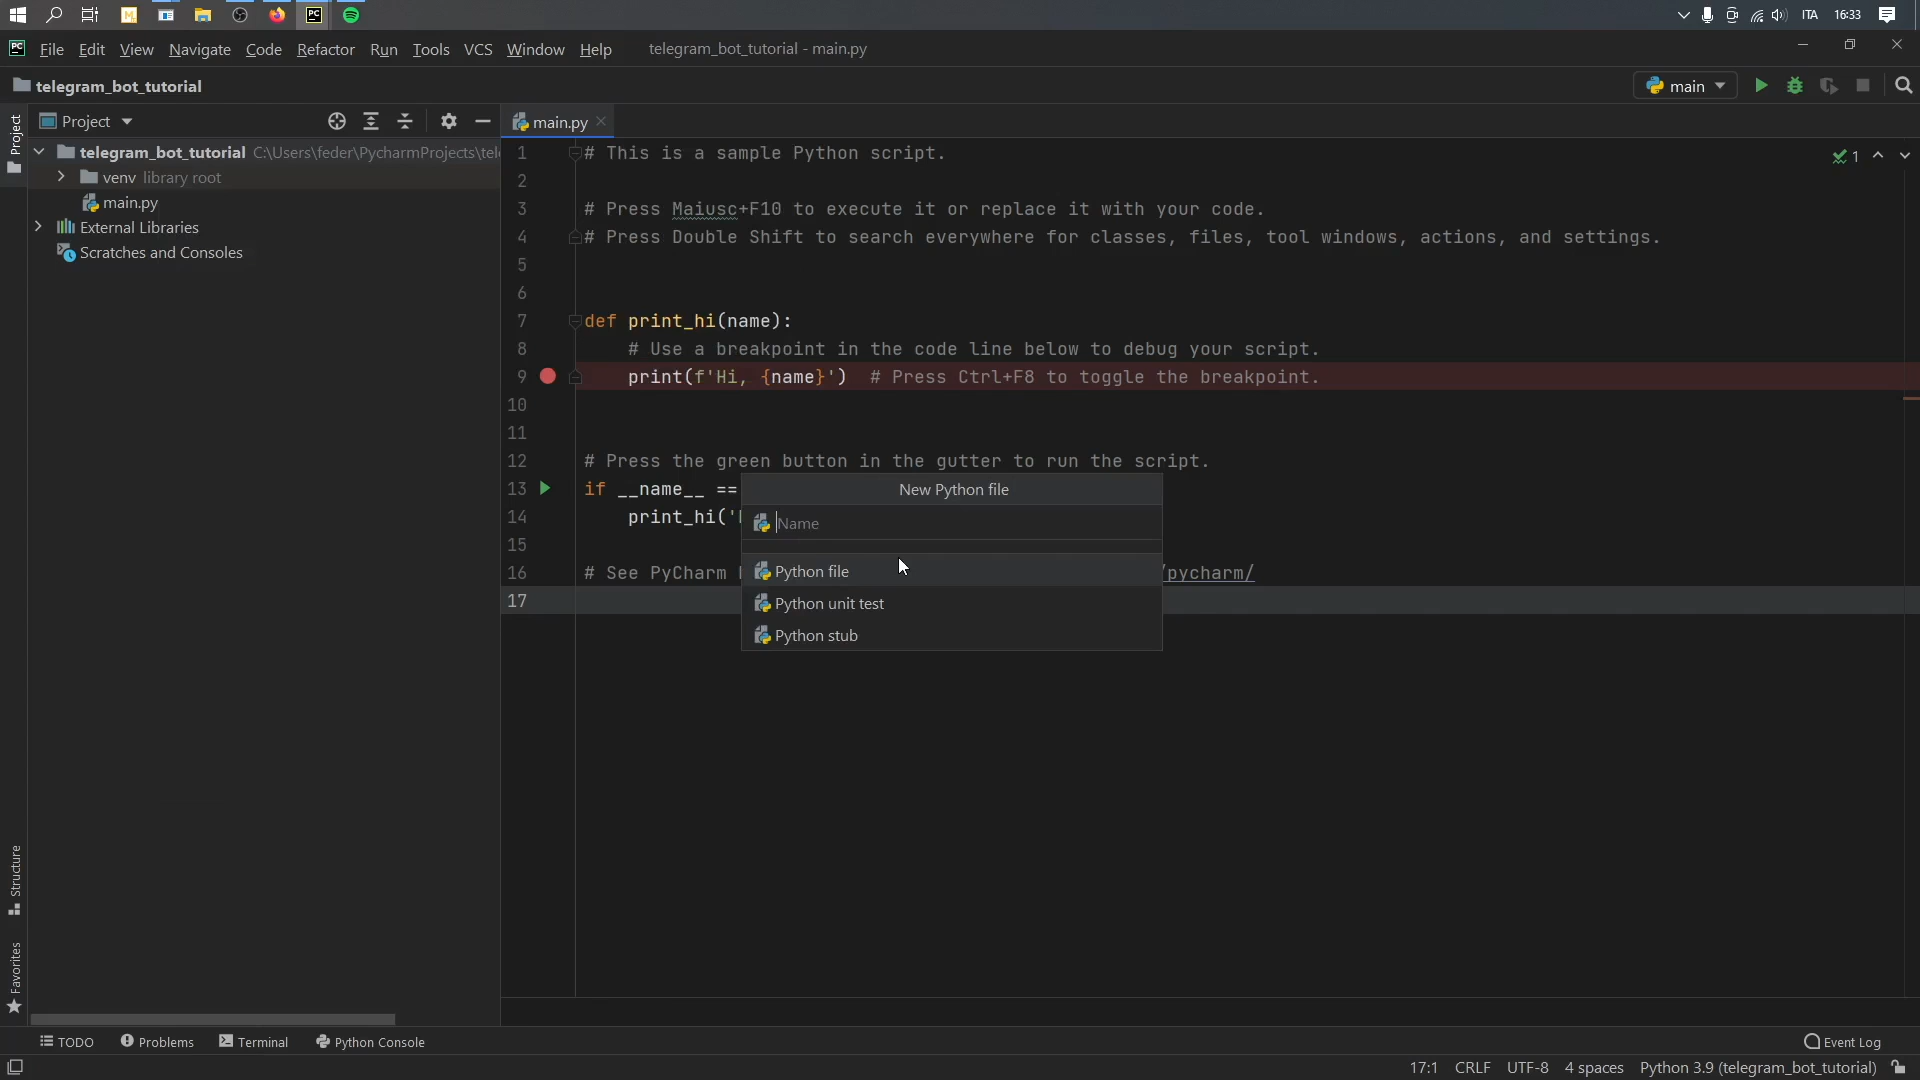 ITA 16:33
PC File Edit View Navigate Code Refactor Run Tools VCS Window Help telegram_bot_tutorial - main.py
telegram_bot_tutorial main
Project
Project
main.py
telegram_bot_tutorial C:\Users\feder\PycharmProjects\tel
venv library root
main.py
External Libraries
Scratches and Consoles
1 # This is a sample Python script.
2
3 # Press Maiusc+F10 to execute it or replace it with your code.
4 # Press Double Shift to search everywhere for classes, files, tool windows, actions, and settings.
5
6
7 def print_hi(name):
8 # Use a breakpoint in the code line below to debug your script.
9 print(f'Hi, {name}') # Press Ctrl+F8 to toggle the breakpoint.
10
11
12 # Press the green button in the gutter to run the script.
13 if __name__ ==
14 print_hi('
15
16 # See PyCharm /pycharm/
17
1
New Python file
Name
Python file
Python unit test
Python stub
Structure
Favorites
TODO Problems Terminal Python Console Event Log
17:1 CRLF UTF-8 4 spaces Python 3.9 (telegram_bot_tutorial)